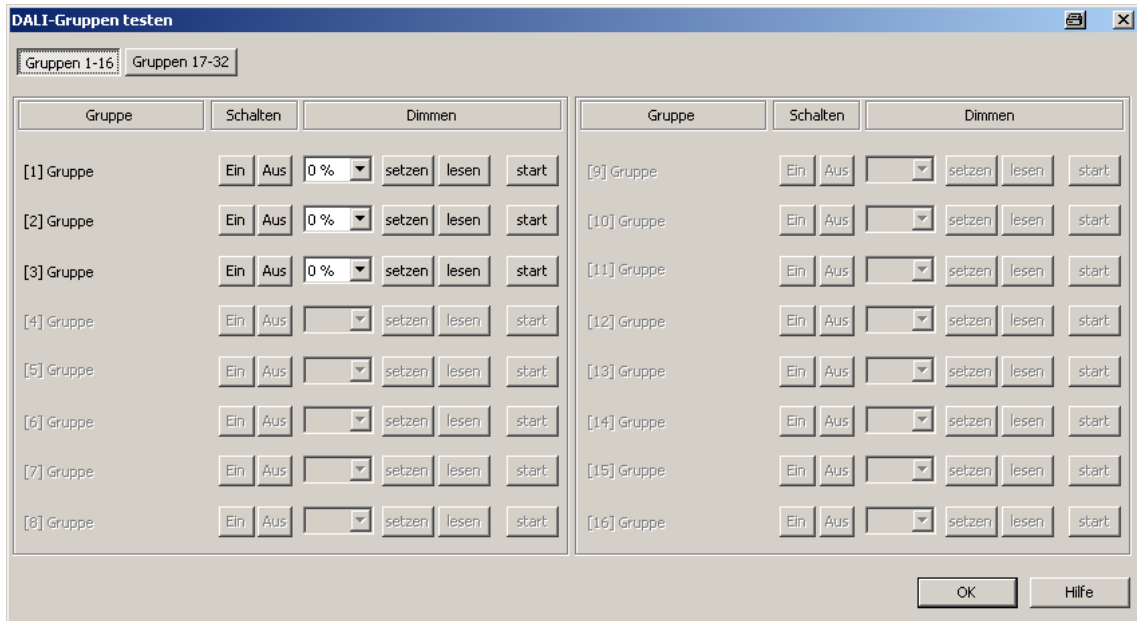 DALI-Gruppen testen
Gruppen 1-16 Gruppen 17-32
Gruppe Schalten Dimmen
[1] Gruppe Ein Aus 0 % setzen lesen start
[2] Gruppe Ein Aus 0 % setzen lesen start
[3] Gruppe Ein Aus 0 % setzen lesen start
[4] Gruppe Ein Aus setzen lesen start
[5] Gruppe Ein Aus setzen lesen start
[6] Gruppe Ein Aus setzen lesen start
[7] Gruppe Ein Aus setzen lesen start
[8] Gruppe Ein Aus setzen lesen start
Gruppe Schalten Dimmen
[9] Gruppe Ein Aus setzen lesen start
[10] Gruppe Ein Aus setzen lesen start
[11] Gruppe Ein Aus setzen lesen start
[12] Gruppe Ein Aus setzen lesen start
[13] Gruppe Ein Aus setzen lesen start
[14] Gruppe Ein Aus setzen lesen start
[15] Gruppe Ein Aus setzen lesen start
[16] Gruppe Ein Aus setzen lesen start
OK Hilfe